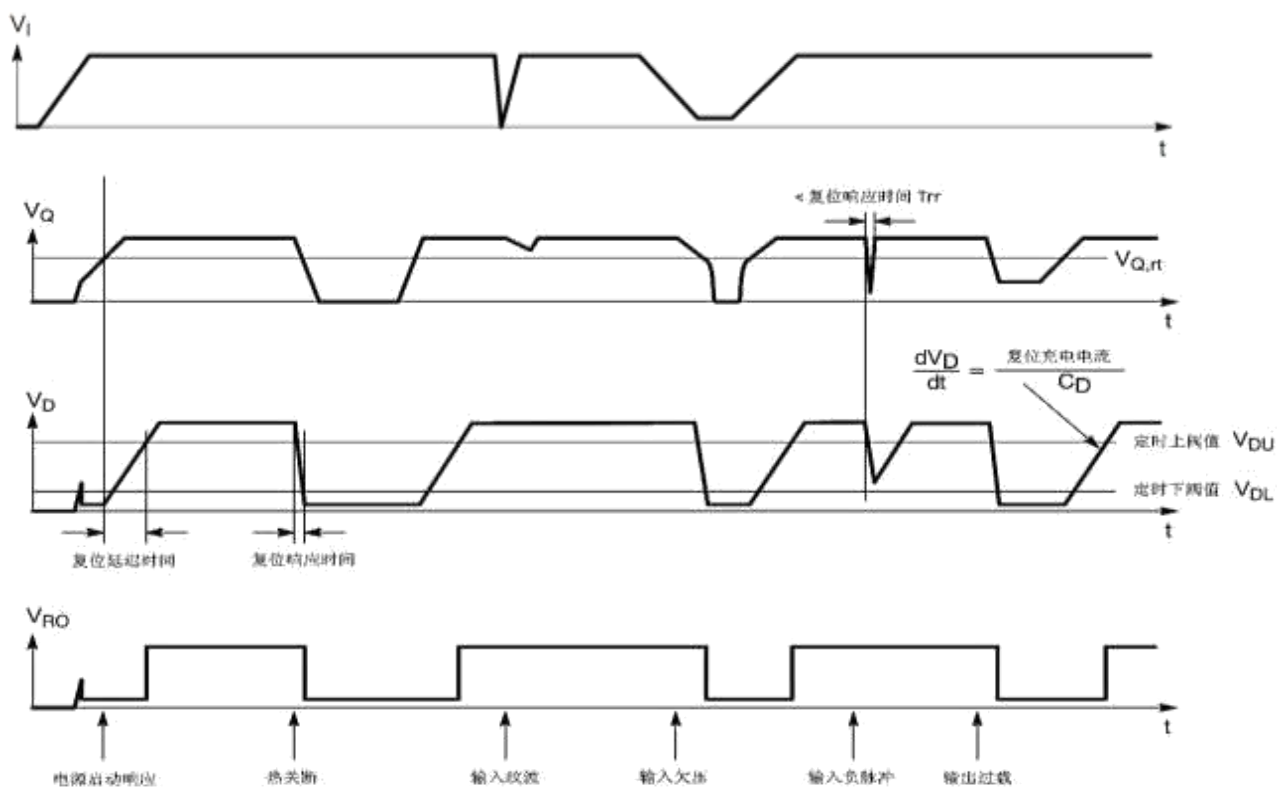 VI
t
< 复位响应时间 Trr
VQ
VQ,rt
t
dVD
dt
=
复位充电电流
CD
VD
定时上阀值 VDU
定时下阀值 VDL
t
复位延迟时间
复位响应时间
VRO
t
电源启动响应
热关断
输入纹波
输入欠压
输入负脉冲
输出过载